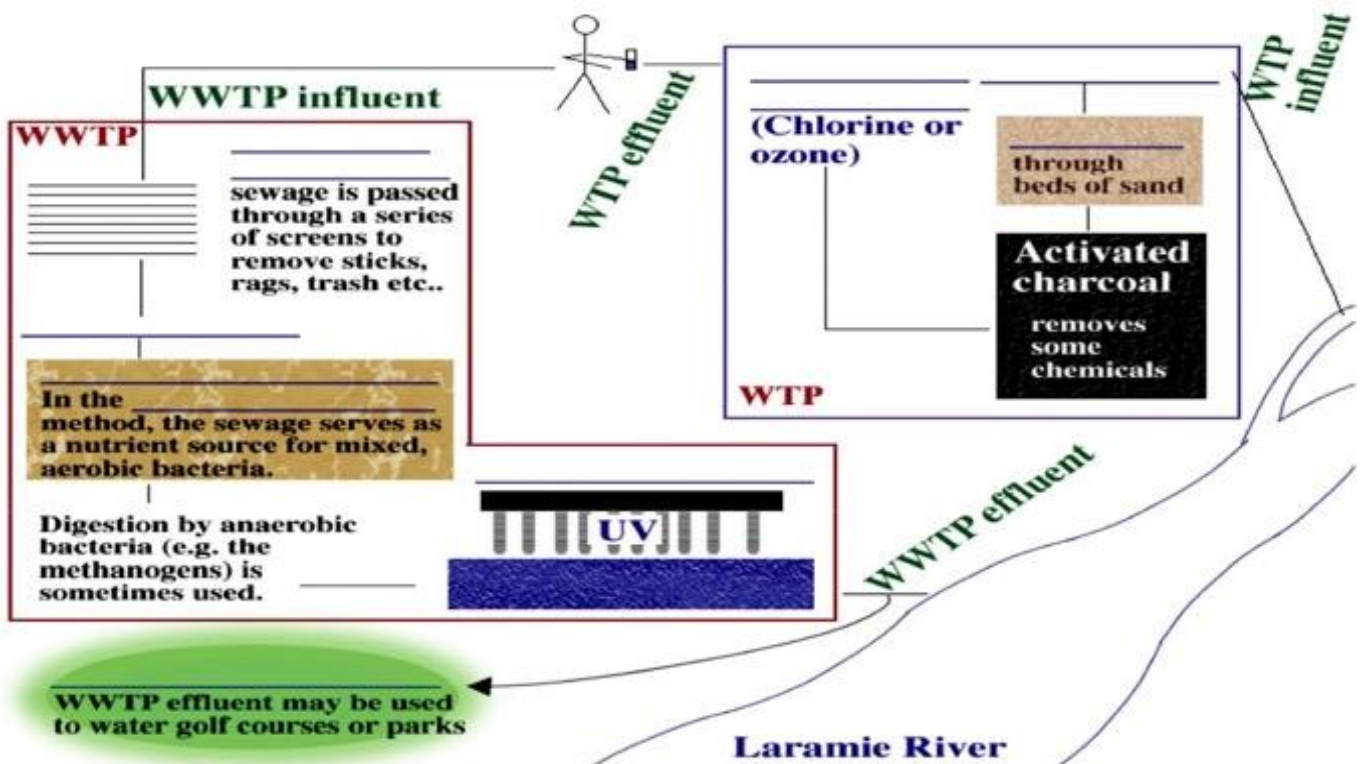 WWTP influent
WWTP
sewage is passed
through a series
of screens to
remove sticks,
rags, trash etc..
In the
method, the sewage serves as
a nutrient source for mixed,
aerobic bacteria.
Digestion by anaerobic
bacteria (e.g. the
methanogens) is
sometimes used.
UV
WWTP effluent
WWTP effluent may be used
to water golf courses or parks
WTP effluent
(Chlorine or
ozone)
through
beds of sand
Activated
charcoal
removes
some
chemicals
WTP
WTP
influent
Laramie River